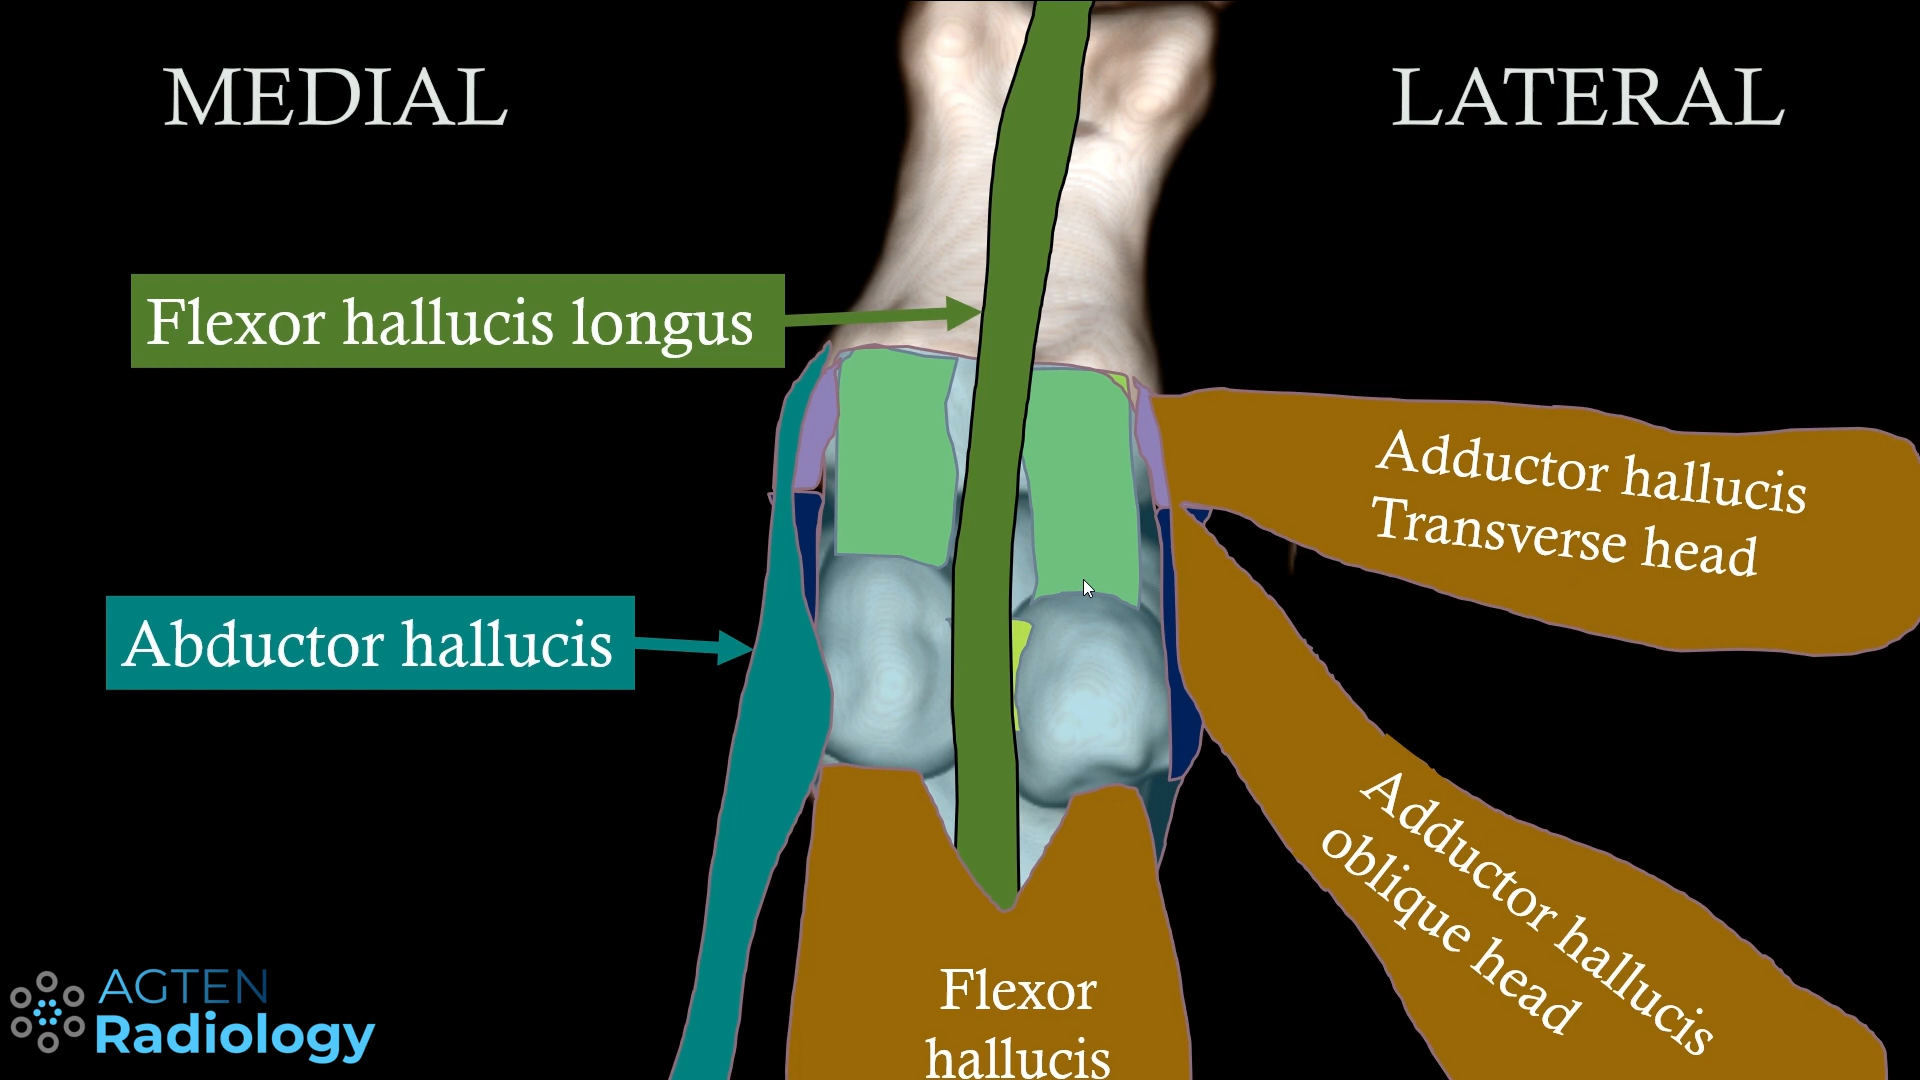 MEDIAL
LATERAL
Flexor hallucis longus
Adductor hallucis
Transverse head
Abductor hallucis
Adductor hallucis
oblique head
Flexor
hallucis
AGTEN
Radiology